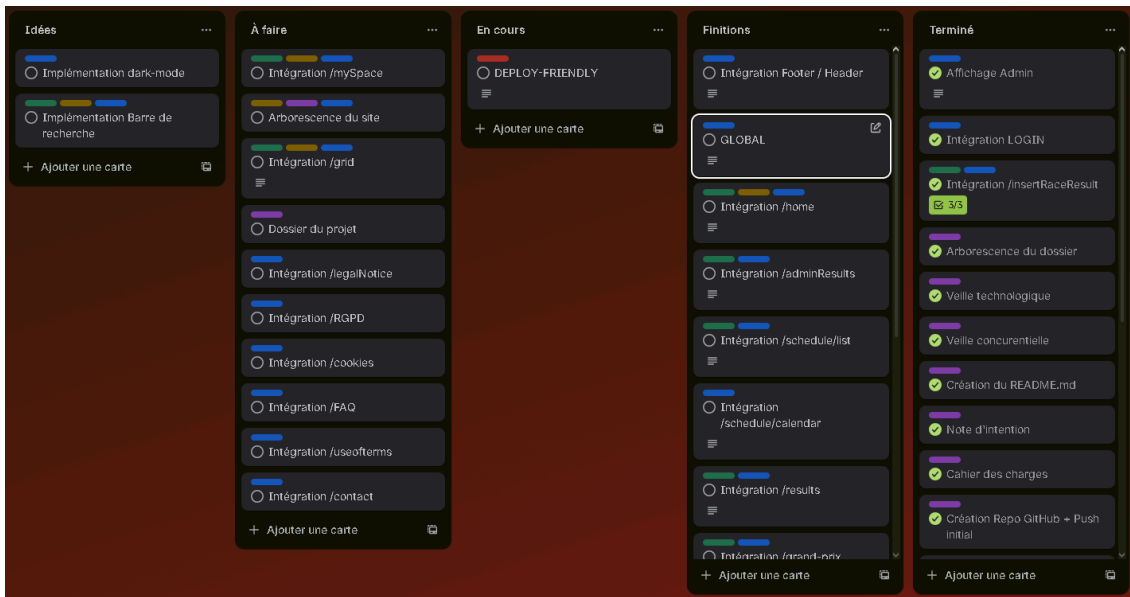 Idées
Implémentation dark-mode
Implémentation Barre de
recherche
+ Ajouter une carte
À faire
Intégration /mySpace
Arborescence du site
Intégration /grid
Dossier du projet
Intégration /legalNotice
Intégration /RGPD
Intégration /cookies
Intégration /FAQ
Intégration /useofterms
Intégration /contact
+ Ajouter une carte
En cours
DEPLOY-FRIENDLY
+ Ajouter une carte
Finitions
Intégration Footer / Header
GLOBAL
Intégration /home
Intégration /adminResults
Intégration /schedule/list
Intégration
/schedule/calendar
Intégration /results
Intégration /grand-prix
+ Ajouter une carte
Terminé
Affichage Admin
Intégration LOGIN
Intégration /insertRaceResult
3/3
Arborescence du dossier
Veille technologique
Veille concurentielle
Création du README.md
Note d'intention
Cahier des charges
Création Repo GitHub + Push
initial
+ Ajouter une carte